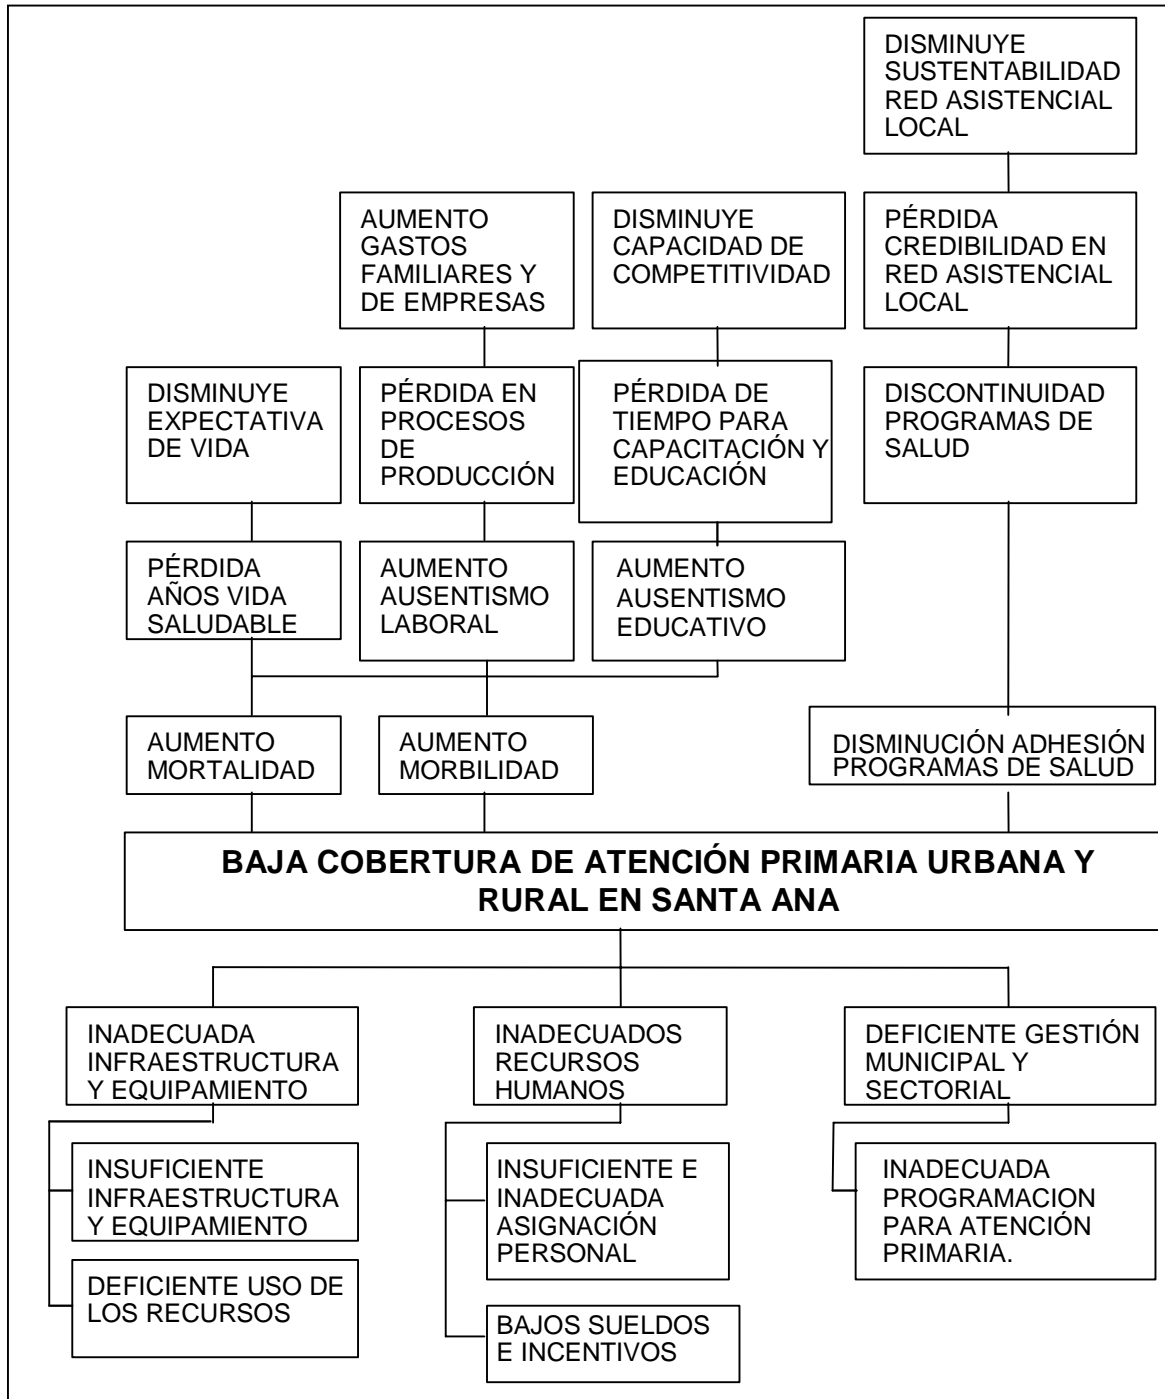 DISMINUYE
SUSTENTABILIDAD
RED ASISTENCIAL
LOCAL
AUMENTO
GASTOS
FAMILIARES Y
DE EMPRESAS
DISMINUYE
CAPACIDAD DE
COMPETITIVIDAD
PÉRDIDA
CREDIBILIDAD EN
RED ASISTENCIAL
LOCAL
DISMINUYE
EXPECTATIVA
DE VIDA
PÉRDIDA EN
PROCESOS
DE
PRODUCCIÓN
PÉRDIDA DE
TIEMPO PARA
CAPACITACIÓN Y
EDUCACIÓN
DISCONTINUIDAD
PROGRAMAS DE
SALUD
PÉRDIDA
AÑOS VIDA
SALUDABLE
AUMENTO
AUSENTISMO
LABORAL
AUMENTO
AUSENTISMO
EDUCATIVO
AUMENTO
MORTALIDAD
AUMENTO
MORBILIDAD
DISMINUCIÓN ADHESIÓN
PROGRAMAS DE SALUD
BAJA COBERTURA DE ATENCIÓN PRIMARIA URBANA Y
RURAL EN SANTA ANA
INADECUADA
INFRAESTRUCTURA
Y EQUIPAMIENTO
INADECUADOS
RECURSOS
HUMANOS
DEFICIENTE GESTIÓN
MUNICIPAL Y
SECTORIAL
INSUFICIENTE
INFRAESTRUCTURA
Y EQUIPAMIENTO
INSUFICIENTE E
INADECUADA
ASIGNACIÓN
PERSONAL
INADECUADA
PROGRAMACION
PARA ATENCIÓN
PRIMARIA.
DEFICIENTE USO DE
LOS RECURSOS
BAJOS SUELDOS
E INCENTIVOS